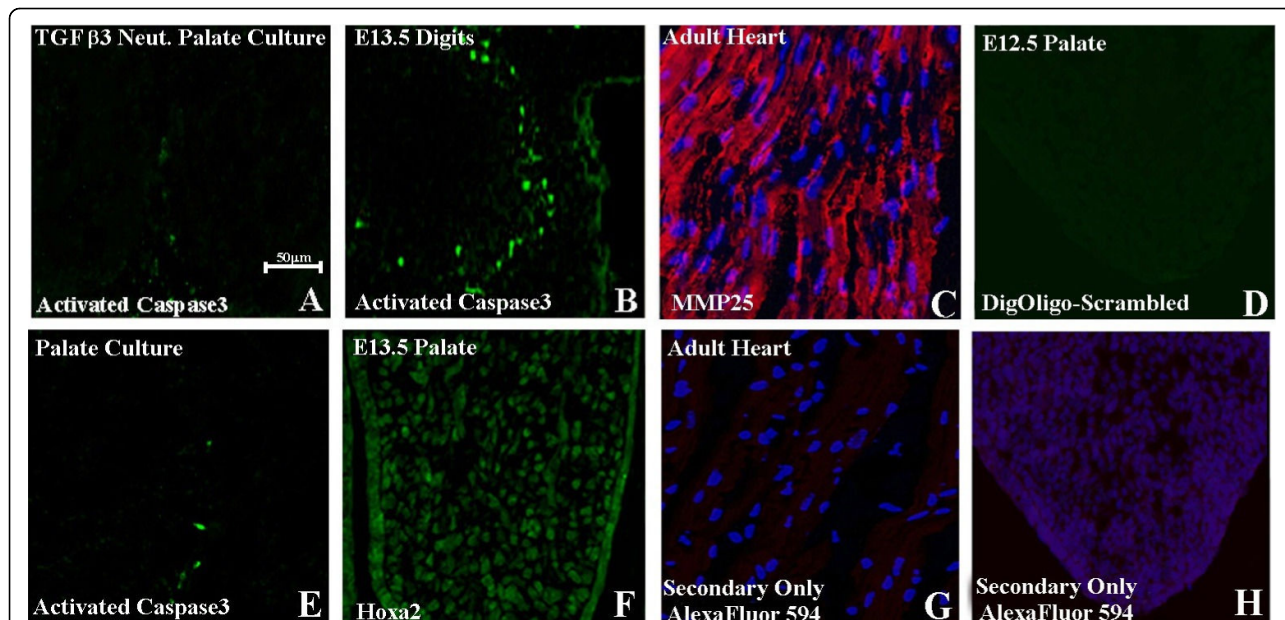 TGF β3 Neut. Palate Culture
50μm
Activated Caspase3
A
E13.5 Digits
Activated Caspase3
B
Adult Heart
MMP25
C
E12.5 Palate
DigOligo-Scrambled
D
Palate Culture
Activated Caspase3
E
E13.5 Palate
Hoxa2
F
Adult Heart
Secondary Only
AlexaFluor 594
G
Secondary Only
AlexaFluor 594
H